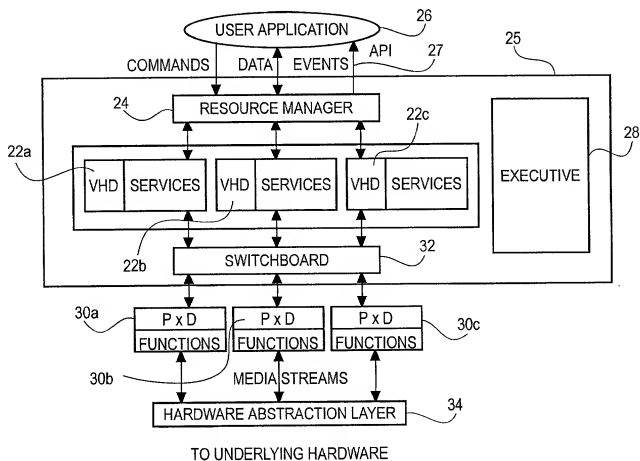 USER APPLICATION
26
COMMANDS DATA EVENTS API
27
25
24
RESOURCE MANAGER
22a
22c
28
VHD SERVICES VHD SERVICES VHD SERVICES
EXECUTIVE
22b
SWITCHBOARD
32
30a
P x D P x D P x D
30c
FUNCTIONS FUNCTIONS FUNCTIONS
30b
MEDIA STREAMS
HARDWARE ABSTRACTION LAYER
34
TO UNDERLYING HARDWARE